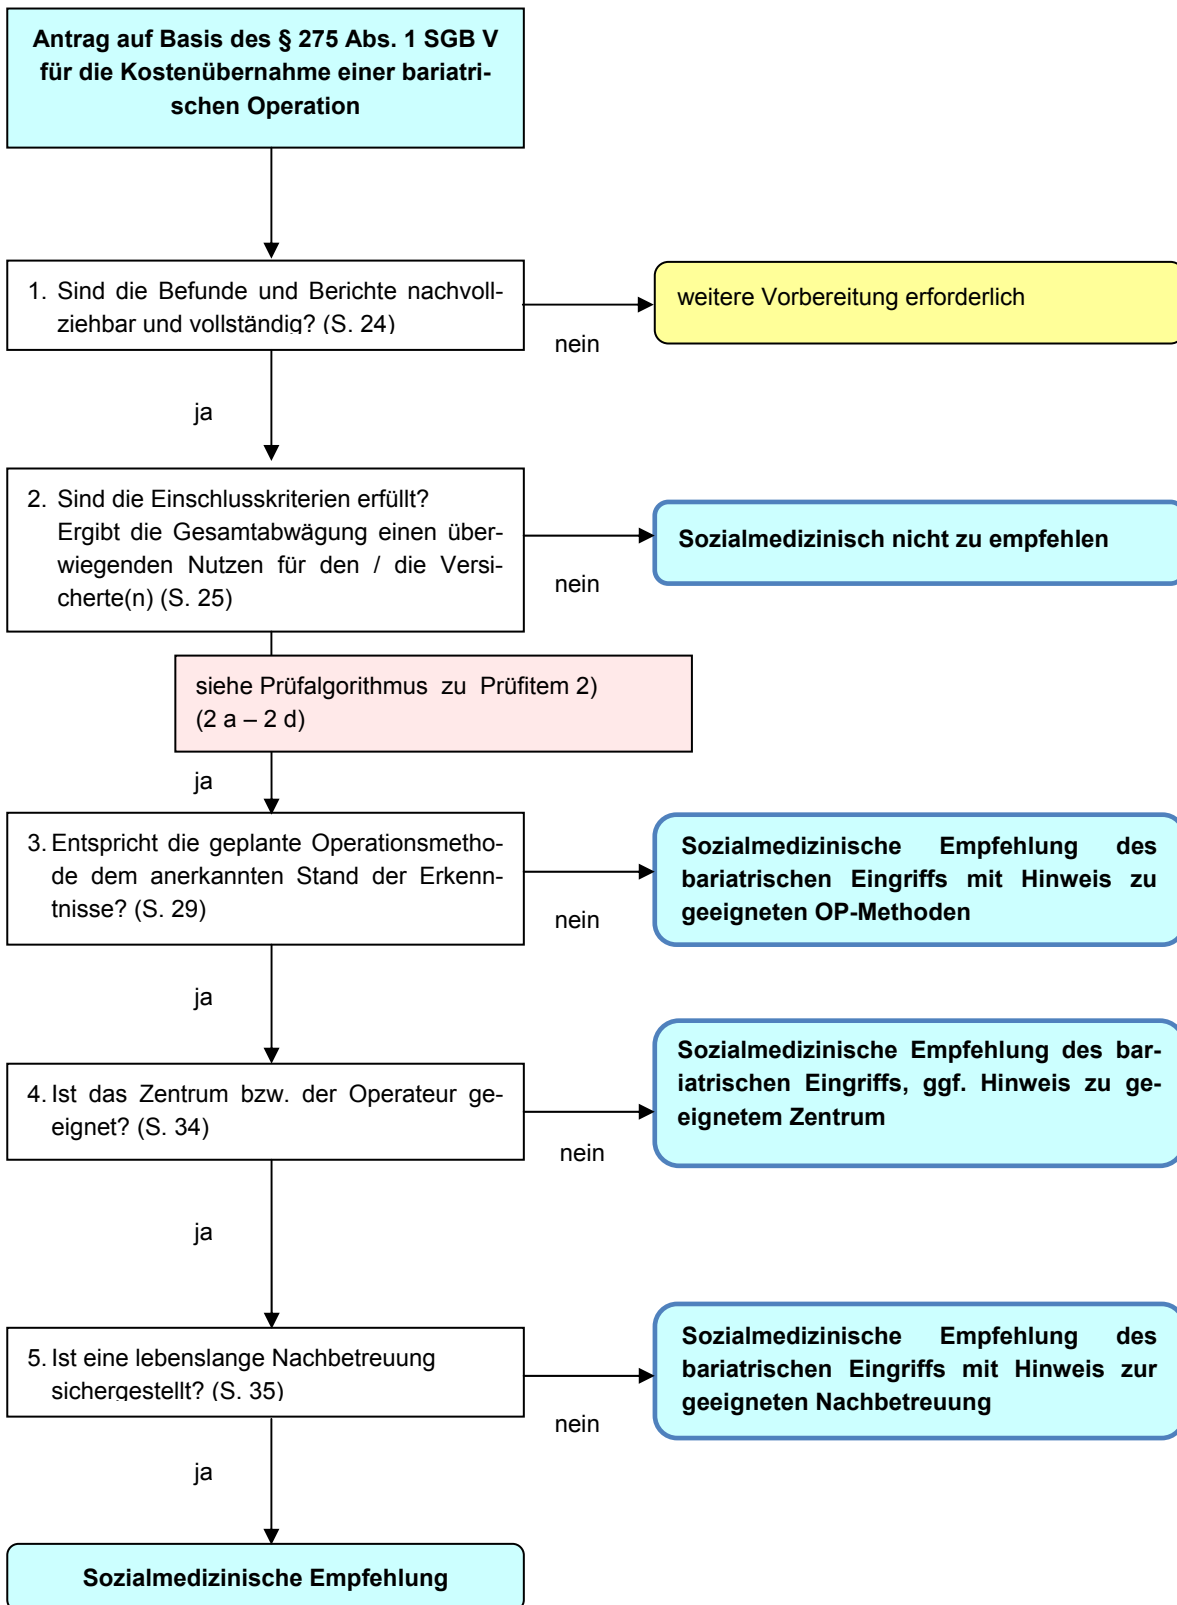 Antrag auf Basis des § 275 Abs. 1 SGB V
für die Kostenübernahme einer bariatri-
schen Operation
1. Sind die Befunde und Berichte nachvoll-
ziehbar und vollständig? (S. 24)
weitere Vorbereitung erforderlich
nein
ja
2. Sind die Einschlusskriterien erfüllt?
Ergibt die Gesamtabwägung einen über-
wiegenden Nutzen für den / die Versi-
cherte(n) (S. 25)
Sozialmedizinisch nicht zu empfehlen
nein
siehe Prüfalgorithmus zu Prüfitem 2)
(2 a – 2 d)
ja
3. Entspricht die geplante Operationsmetho-
de dem anerkannten Stand der Erkennt-
nisse? (S. 29)
Sozialmedizinische Empfehlung des
bariatrischen Eingriffs mit Hinweis zu
geeigneten OP-Methoden
nein
ja
4. Ist das Zentrum bzw. der Operateur ge-
eignet? (S. 34)
Sozialmedizinische Empfehlung des bar-
iatrischen Eingriffs, ggf. Hinweis zu ge-
eignetem Zentrum
nein
ja
5. Ist eine lebenslange Nachbetreuung
sichergestellt? (S. 35)
Sozialmedizinische Empfehlung des
bariatrischen Eingriffs mit Hinweis zur
geeigneten Nachbetreuung
nein
ja
Sozialmedizinische Empfehlung